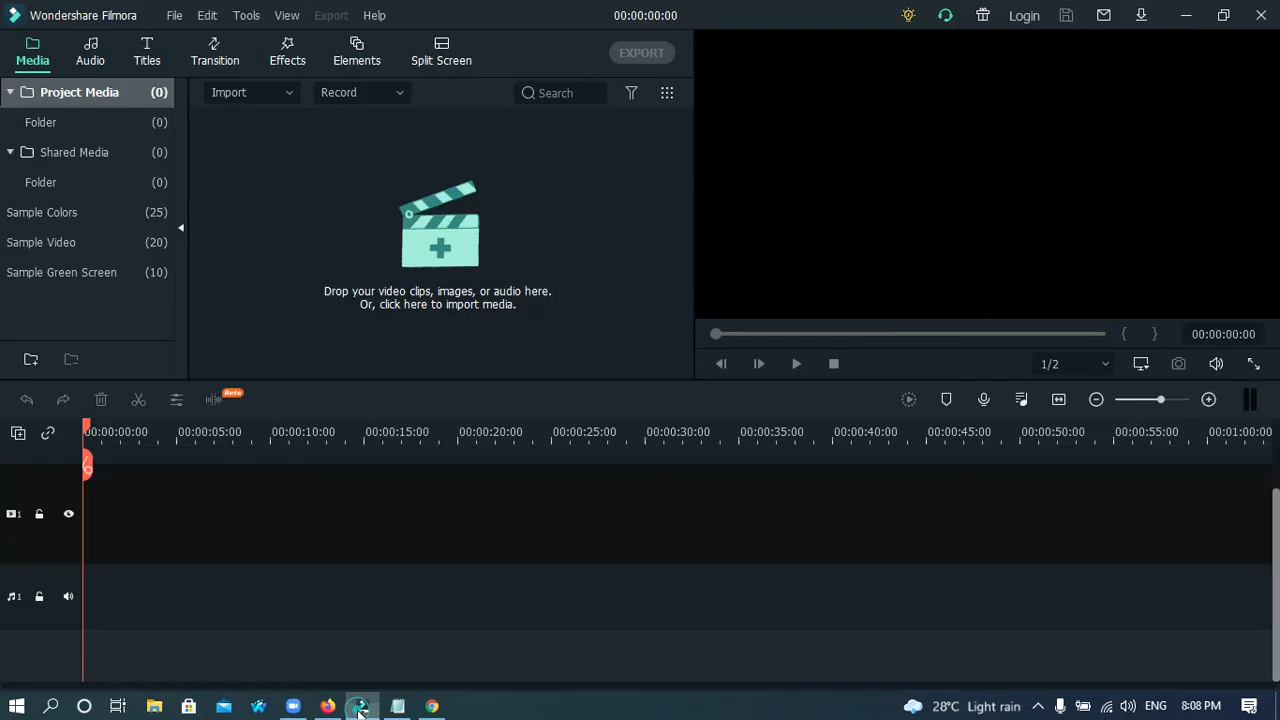 Wondershare Filmora File Edit Tools View Export Help 00:00:00:00 Login
Media Audio Titles Transition Effects Elements Split Screen EXPORT
Project Media (0)
Folder (0)
Shared Media (0)
Folder (0)
Sample Colors (25)
Sample Video (20)
Sample Green Screen (10)
Import Record Search
Drop your video clips, images, or audio here.
Or, click here to import media.
00:00:00:00
1/2
Beta
00:00:00:00 00:00:05:00 00:00:10:00 00:00:15:00 00:00:20:00 00:00:25:00 00:00:30:00 00:00:35:00 00:00:40:00 00:00:45:00 00:00:50:00 00:00:55:00 00:01:00:00
1
1
28°C Light rain ENG 8:08 PM